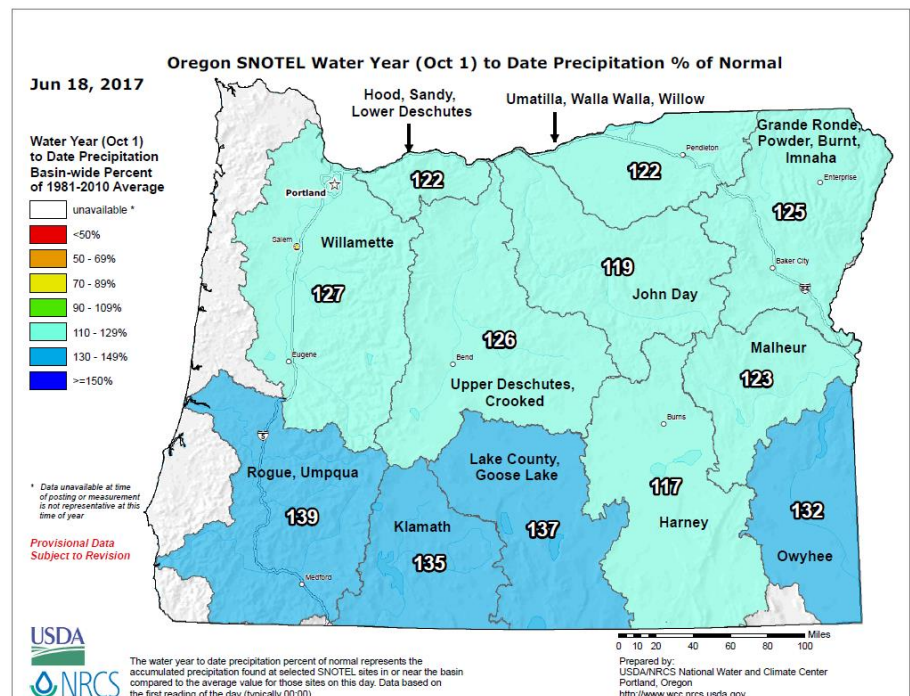 Oregon SNOTEL Water Year (Oct 1) to Date Precipitation % of Normal
Jun 18, 2017
Water Year (Oct 1)
to Date Precipitation
Basin-wide Percent
of 1981-2010 Average
unavailable *
<50%
50 - 69%
70 - 89%
90 - 109%
110 - 129%
130 - 149%
>=150%
Hood, Sandy,
Lower Deschutes
122
Umatilla, Walla Walla, Willow
Pendleton
122
Grande Ronde,
Powder, Burnt,
Imnaha
Enterprise
125
Baker City
84
Portland
Salem
Willamette
127
Eugene
119
John Day
126
Bend
Upper Deschutes,
Crooked
Malheur
123
Burns
117
Harney
5
Rogue, Umpqua
139
Medford
Klamath
135
Lake County,
Goose Lake
137
132
Owyhee
* Data unavailable at time
of posting or measurement
is not representative at this
time of year
Provisional Data
Subject to Revision
USDA
NRCS
The water year to date precipitation percent of normal represents the
accumulated precipitation found at selected SNOTEL sites in or near the basin
compared to the average value for those sites on this day. Data based on
the first reading of the day (typically 00:00)
Miles
0 10 20 40 60 80 100
Prepared by:
USDA/NRCS National Water and Climate Center
Portland, Oregon
http://www.wcc.nrcs.usda.gov